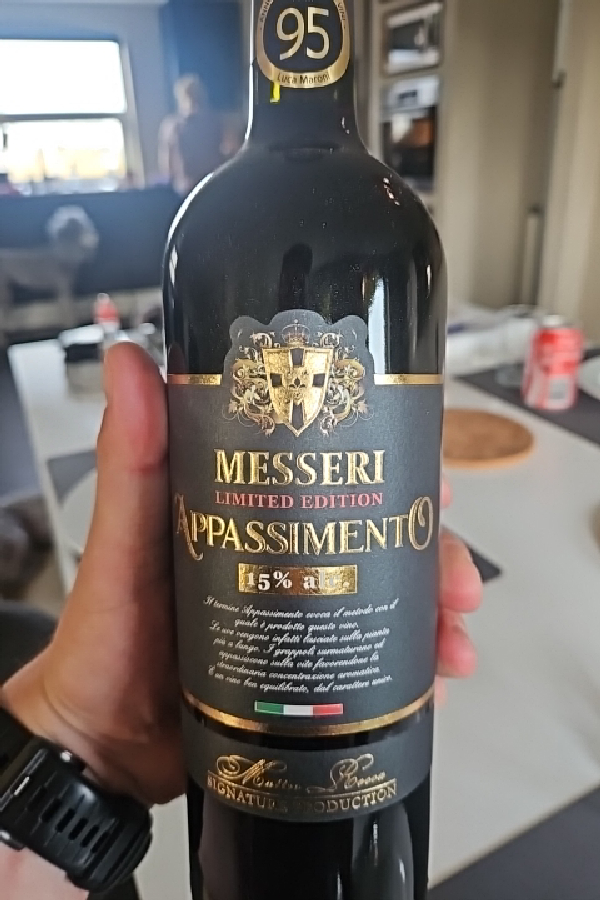 95
Luca Maroni
MESSERI
LIMITED EDITION
APPASSIMENTO
15% alc.
Il termine Appassimento evoca il metodo con il
quale è prodotto questo vino.
Le uve vengono infatti lasciate sulla pianta
più a lungo. I grappoli surmaturano ed
appassiscono sulla vite favorendone la
straordinaria concentrazione aromatica.
È un vino ben equilibrato, dal carattere unico.
SIGNATURE PRODUCTION